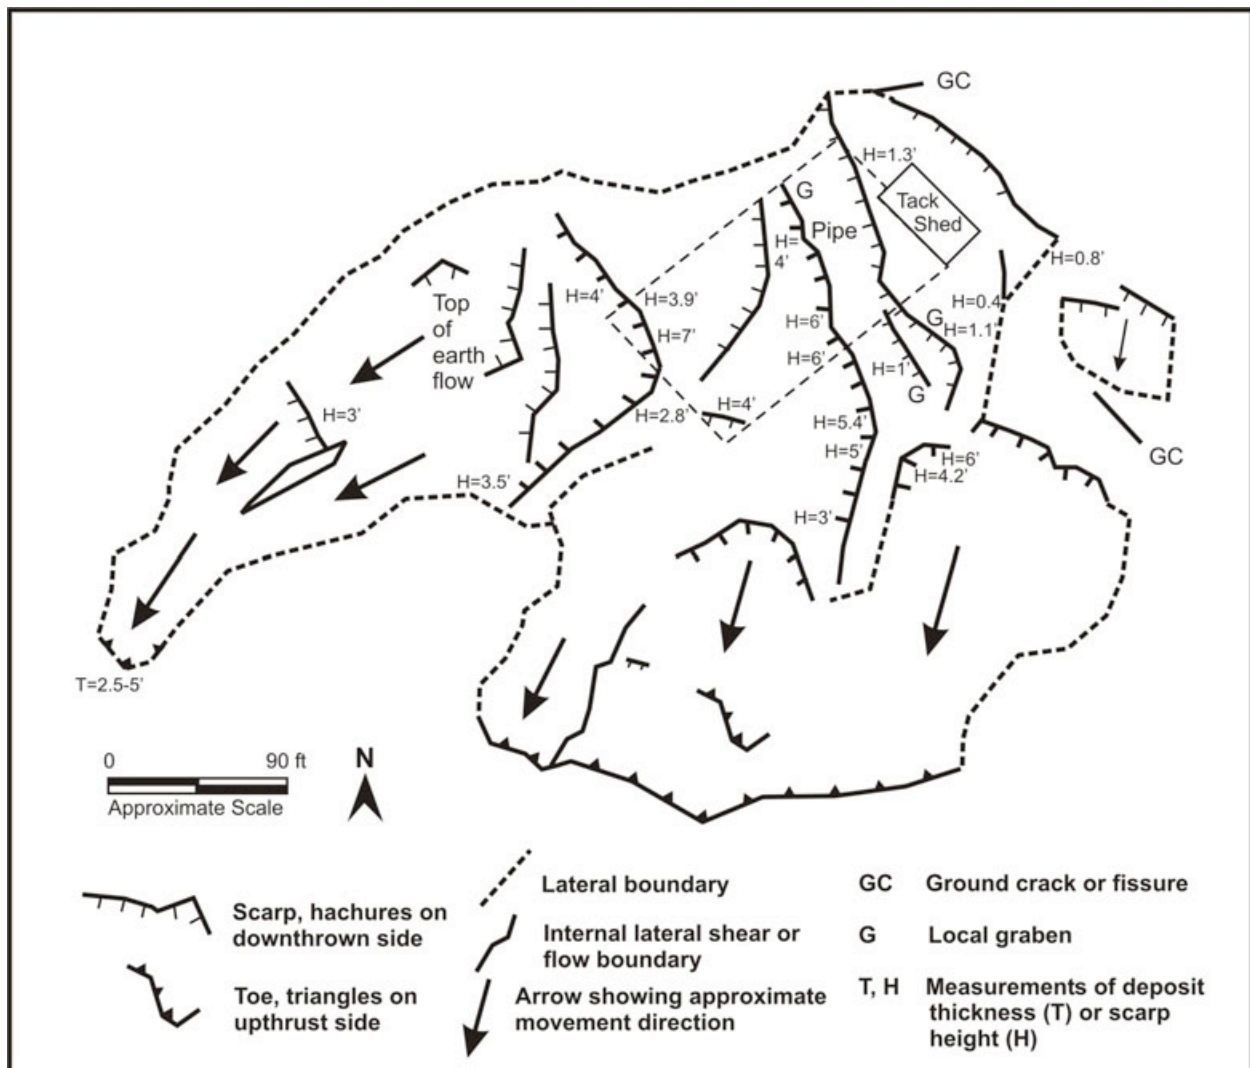 GC
H=1.3'
Tack
Shed
G
Pipe
H=
4'
H=0.8'
H=4'
H=3.9'
H=0.4
Top
of
earth
flow
H=7'
H=6'
G
H=1.1'
H=6'
H=1'
G
H=3'
H=2.8'
H=4'
H=5.4'
H=5'
H=6'
GC
H=4.2'
H=3.5'
H=3'
T=2.5-5'
0 90 ft
Approximate Scale
N
Scarp, hachures on
downthrown side
Toe, triangles on
upthrust side
Lateral boundary
Internal lateral shear or
flow boundary
Arrow showing approximate
movement direction
GC Ground crack or fissure
G Local graben
T, H Measurements of deposit
thickness (T) or scarp
height (H)